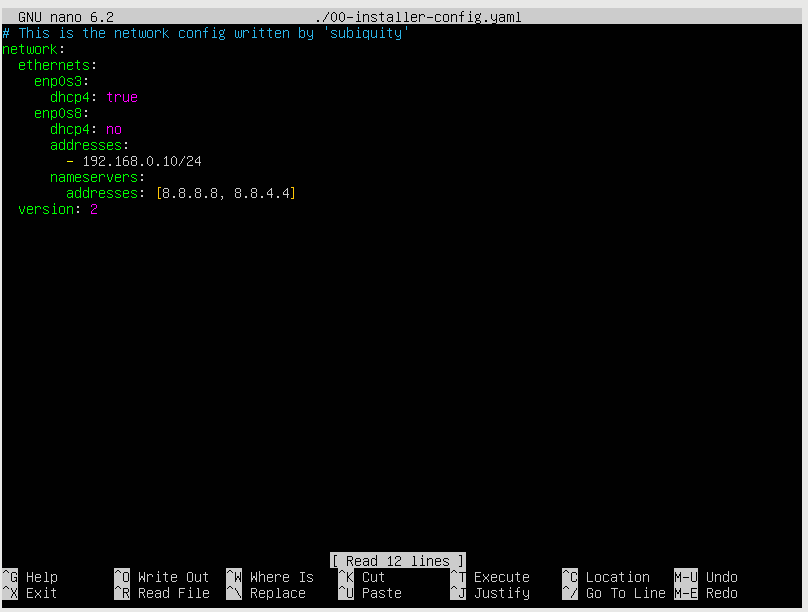 GNU nano 6.2 ./00-installer-config.yaml
# This is the network config written by 'subiquity'
network:
  ethernets:
    enp0s3:
      dhcp4: true
    enp0s8:
      dhcp4: no
      addresses:
        - 192.168.0.10/24
      nameservers:
        addresses: [8.8.8.8, 8.8.4.4]
  version: 2
[ Read 12 lines ]
^G Help ^O Write Out ^W Where Is ^K Cut ^T Execute ^C Location M-U Undo
^X Exit ^R Read File ^\ Replace ^U Paste ^J Justify ^/ Go To Line M-E Redo